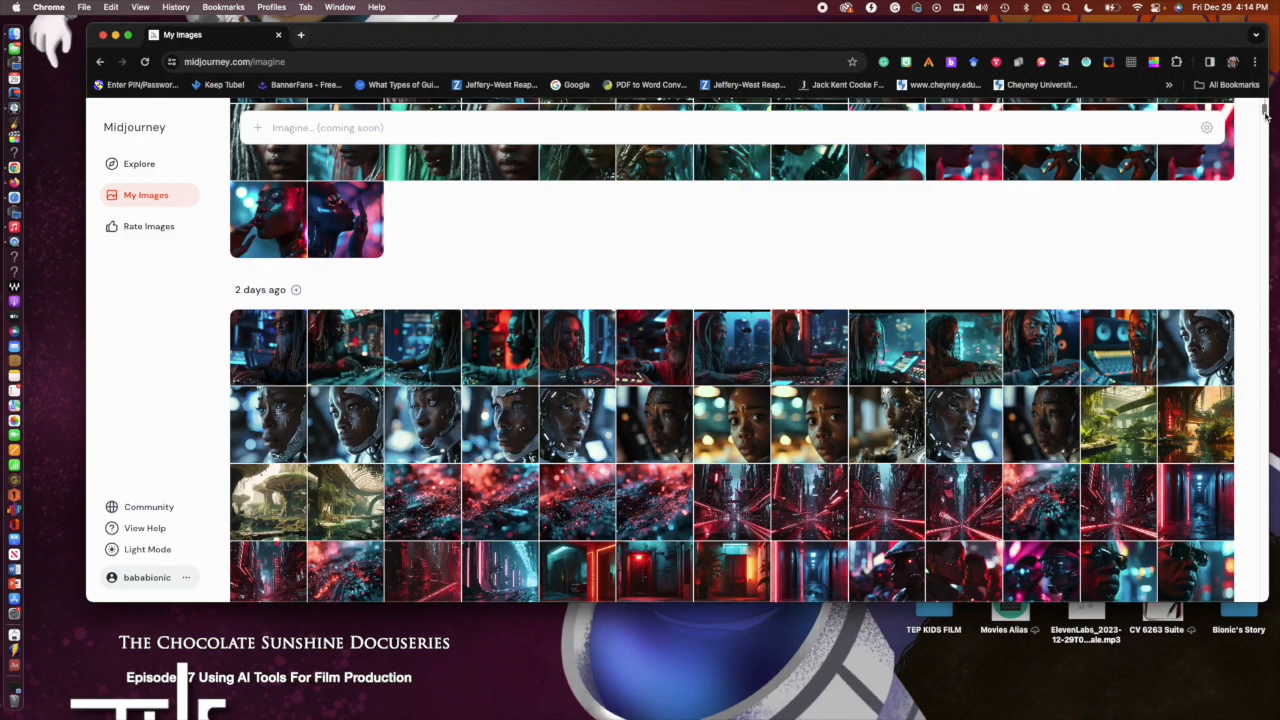 Chrome File Edit View History Bookmarks Profiles Tab Window Help
Fri Dec 29 4:14 PM
My Images
midjourney.com/imagine
Enter PIN/Passwor... Keep Tube! BannerFans - Free... What Types of Gui... Jeffery-West Reap... Google PDF to Word Conv... Jeffery-West Reap... Jack Kent Cooke F... www.cheyney.edu... Cheyney Universit... » All Bookmarks
Midjourney
Imagine... (coming soon)
Explore
My Images
Rate Images
2 days ago
Community
View Help
Light Mode
bababionic
TEP KIDS FILM
Movies Alias
ElevenLabs_2023-
12-29T0...ale.mp3
CV 6263 Suite
Bionic's Story
The Chocolate Sunshine Docuseries
Using AI Tools For Film Production